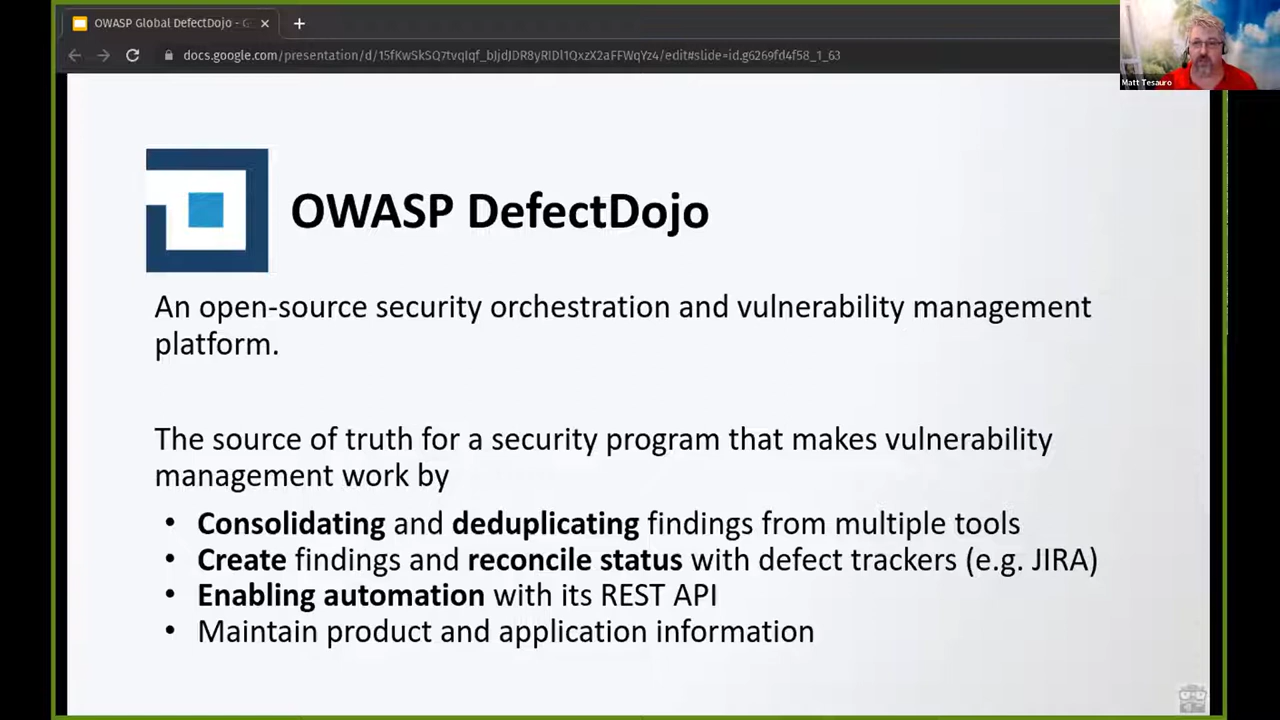 OWASP Global DefectDojo - G
docs.google.com/presentation/d/15fKwSkSQ7tvqIqf_bJjdJDR8yRIDl1QxzX2aFFWqYz4/edit#slide=id.g6269fd4f58_1_63
Matt Tesauro
OWASP DefectDojo
An open-source security orchestration and vulnerability management
platform.
The source of truth for a security program that makes vulnerability
management work by
• Consolidating and deduplicating findings from multiple tools
• Create findings and reconcile status with defect trackers (e.g. JIRA)
• Enabling automation with its REST API
• Maintain product and application information